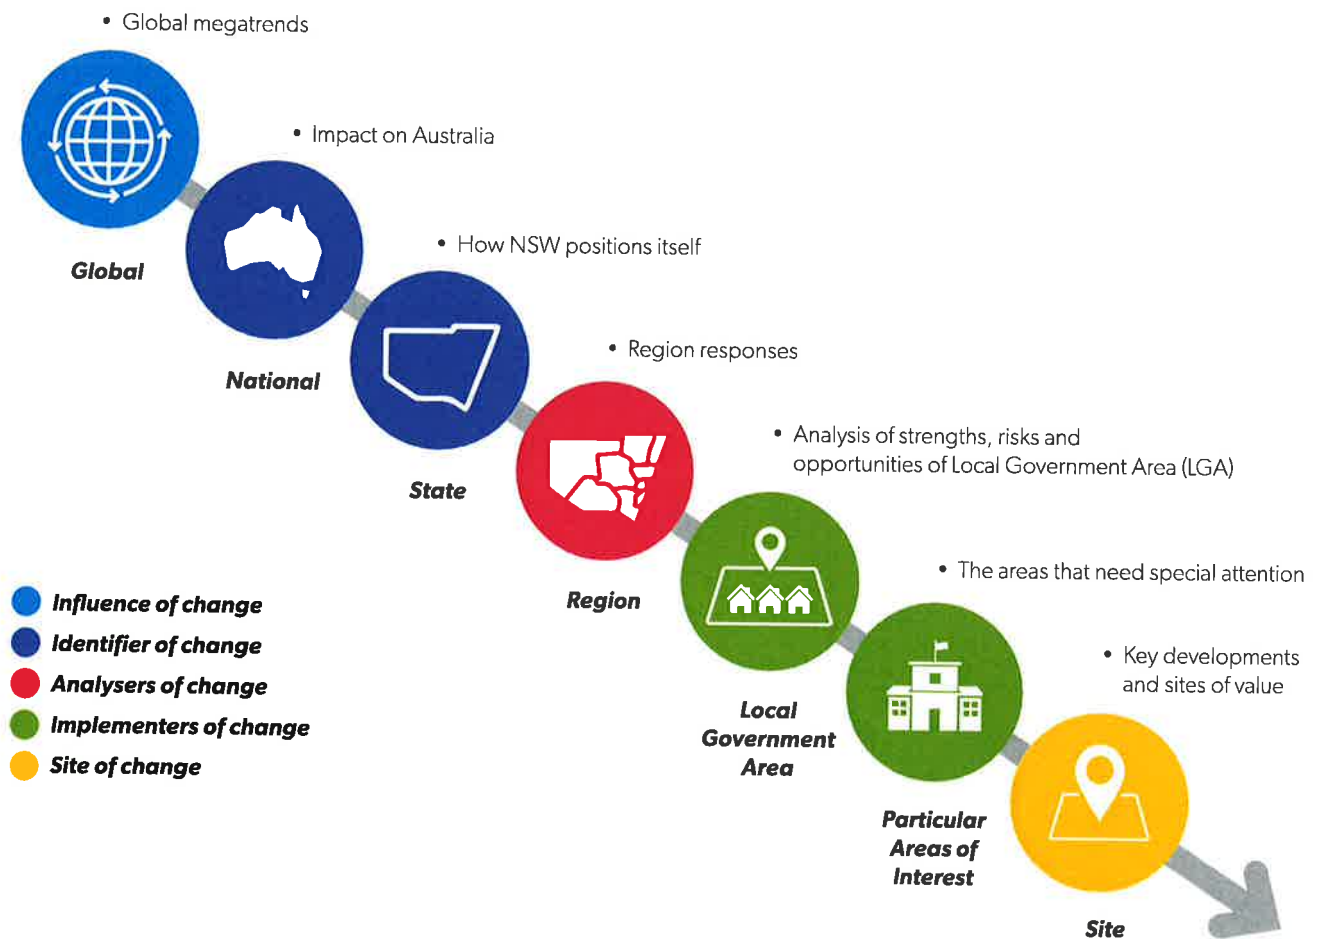 • Global megatrends
• Impact on Australia
Global
• How NSW positions itself
National
• Region responses
State
• Analysis of strengths, risks and
opportunities of Local Government Area (LGA)
Region
• The areas that need special attention
Local
Government
Area
• Key developments
and sites of value
Particular
Areas of
Interest
Site
Influence of change
Identifier of change
Analysers of change
Implementers of change
Site of change